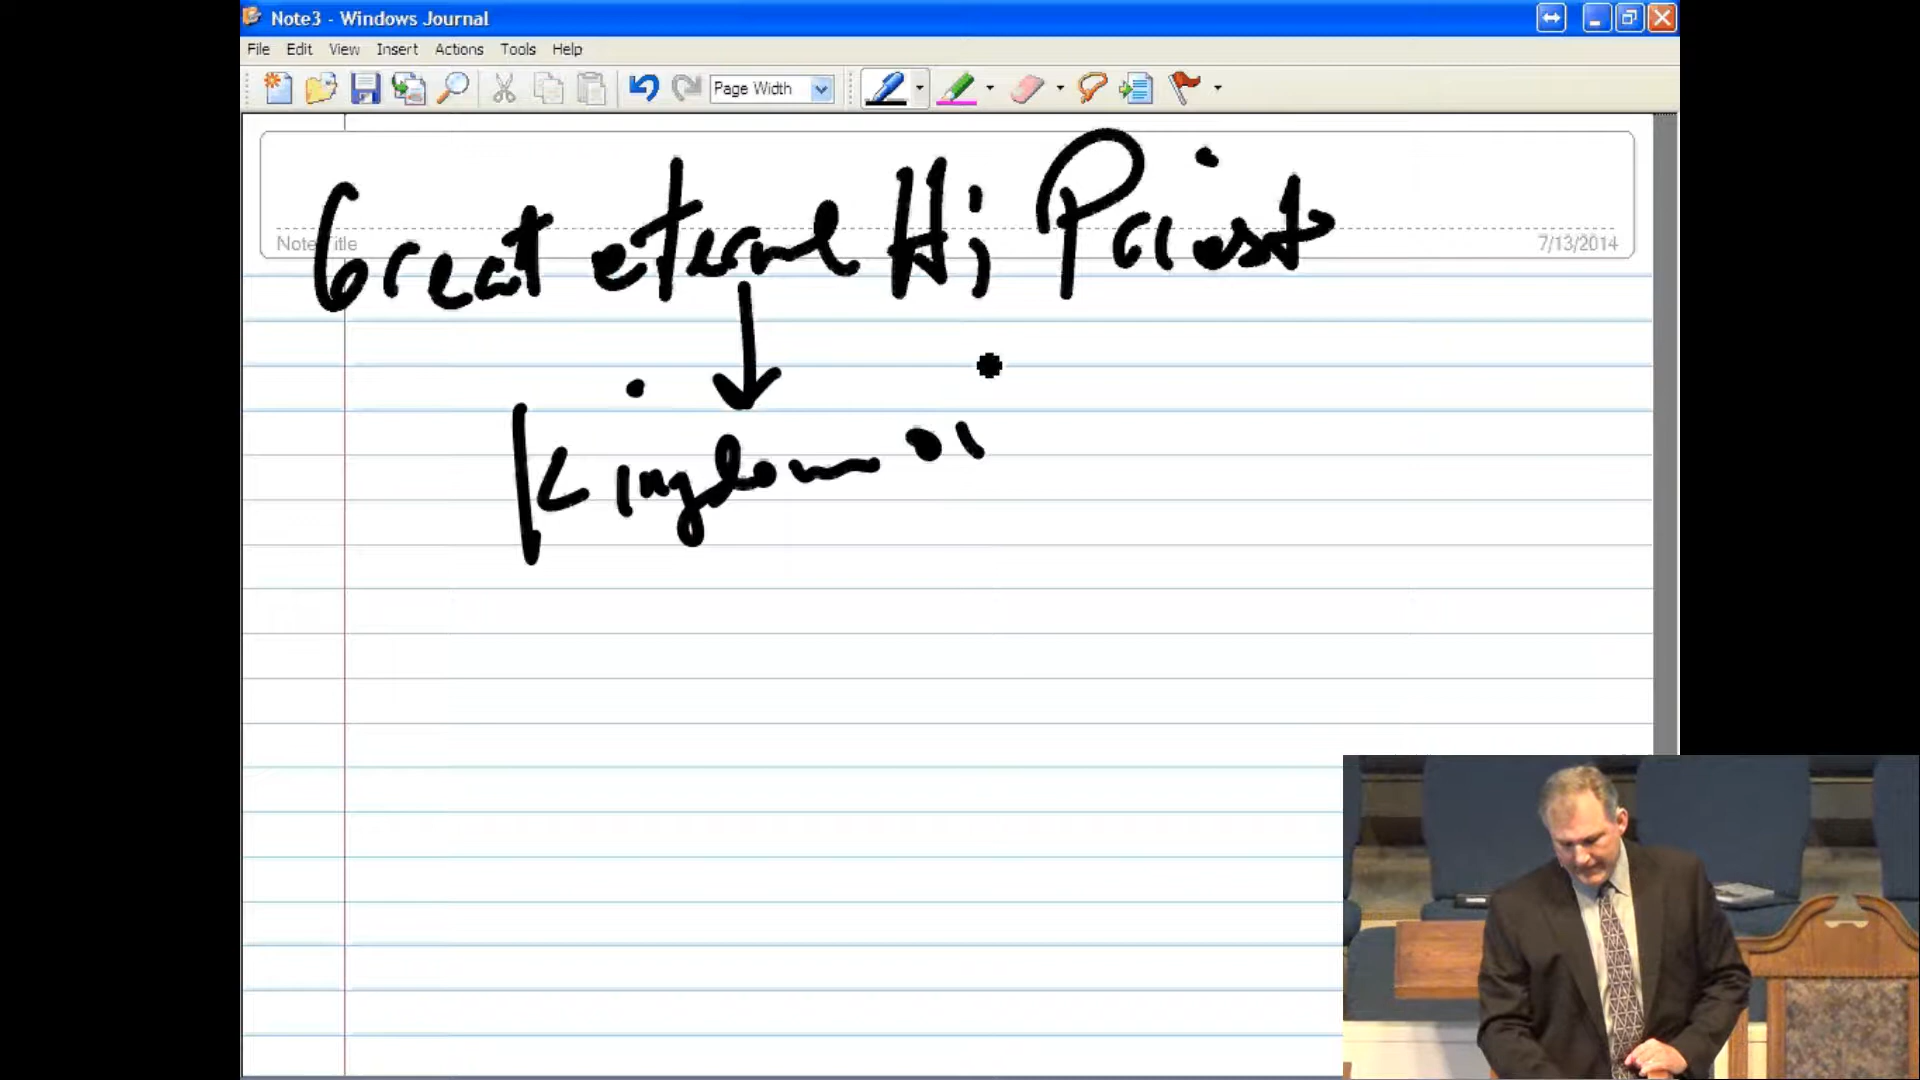 Note3 - Windows Journal
File Edit View Insert Actions Tools Help
Page Width
Great eternal Hi Priest
Note Title
7/13/2014
Kingdom